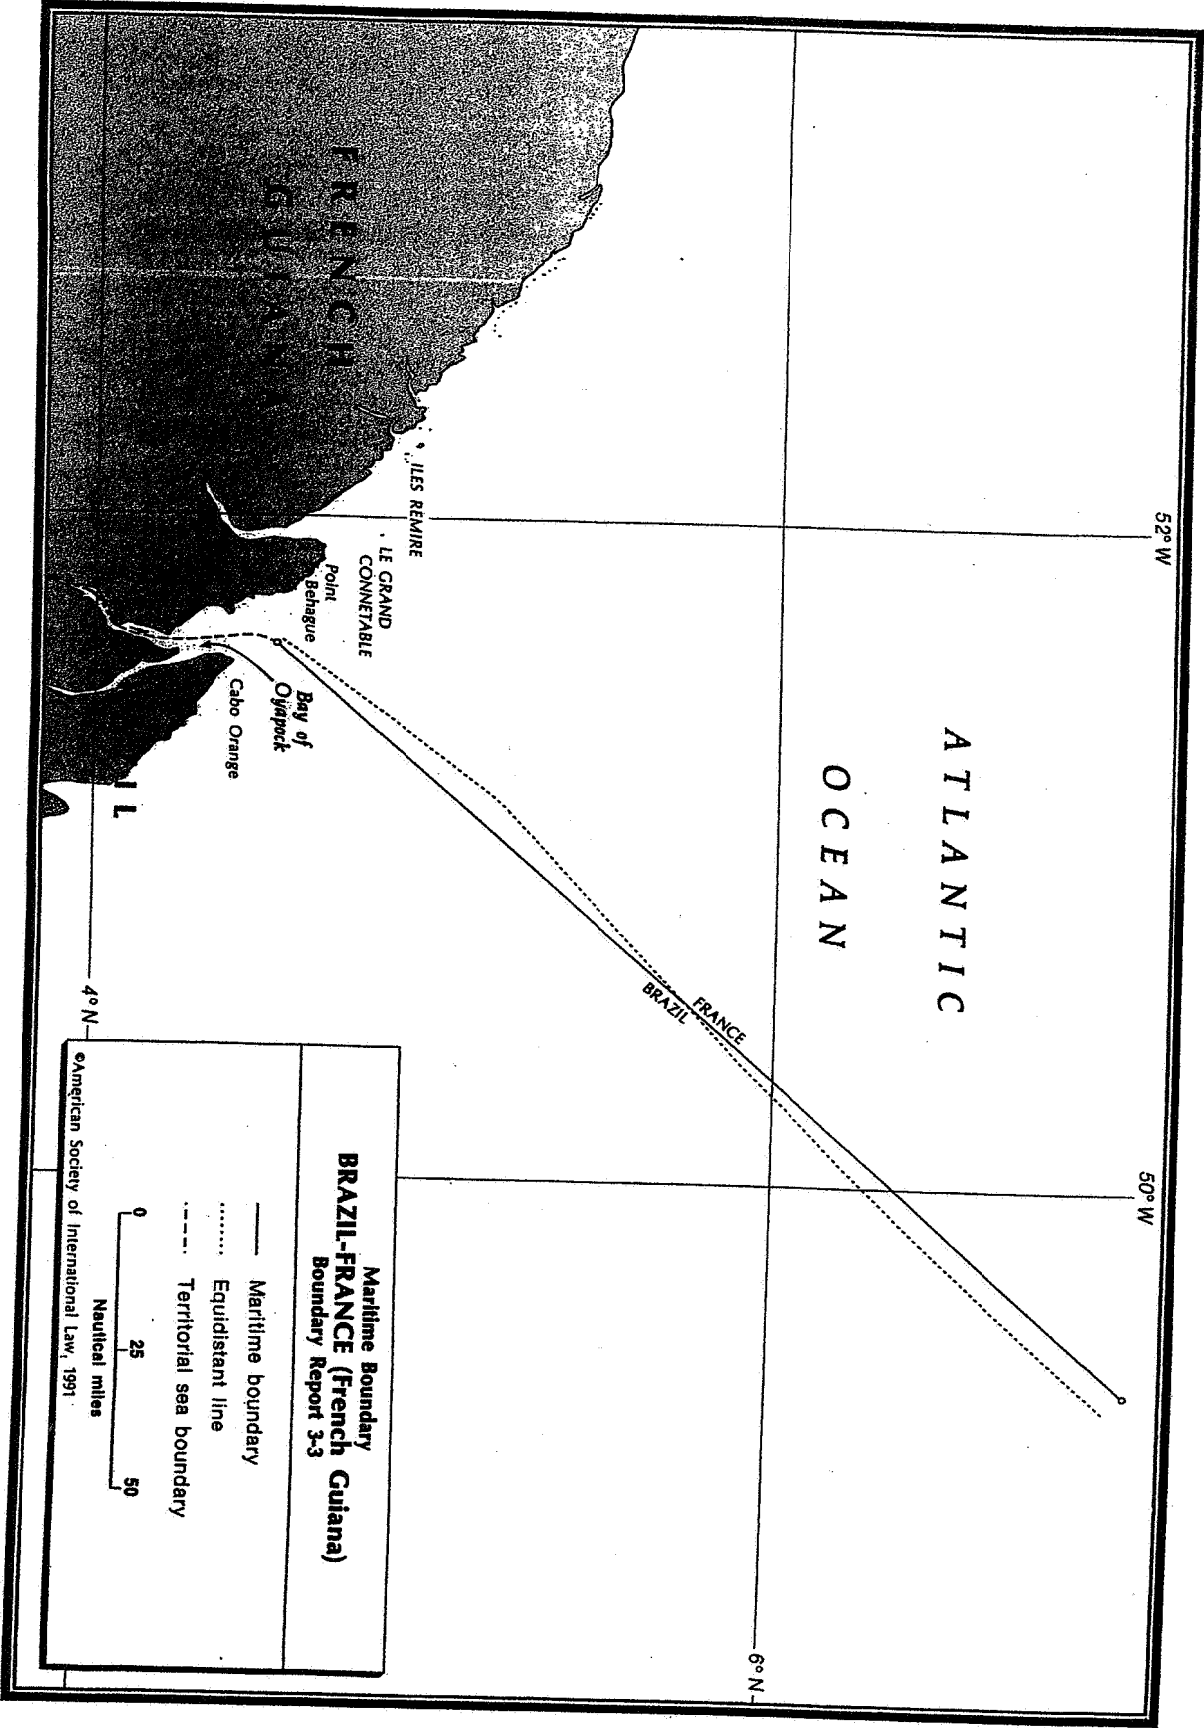 52° W
50° W
ATLANTIC
OCEAN
FRENCH
GUIANA
ILES REMIRE
LE GRAND
CONNETABLE
Point
Behague
Bay of
Oyapock
Cabo Orange
IL
FRANCE
BRAZIL
6° N
4° N
Maritime Boundary
BRAZIL-FRANCE (French Guiana)
Boundary Report 3-3
Maritime boundary
Equidistant line
Territorial sea boundary
0 25 50
Nautical miles
©American Society of International Law, 1991